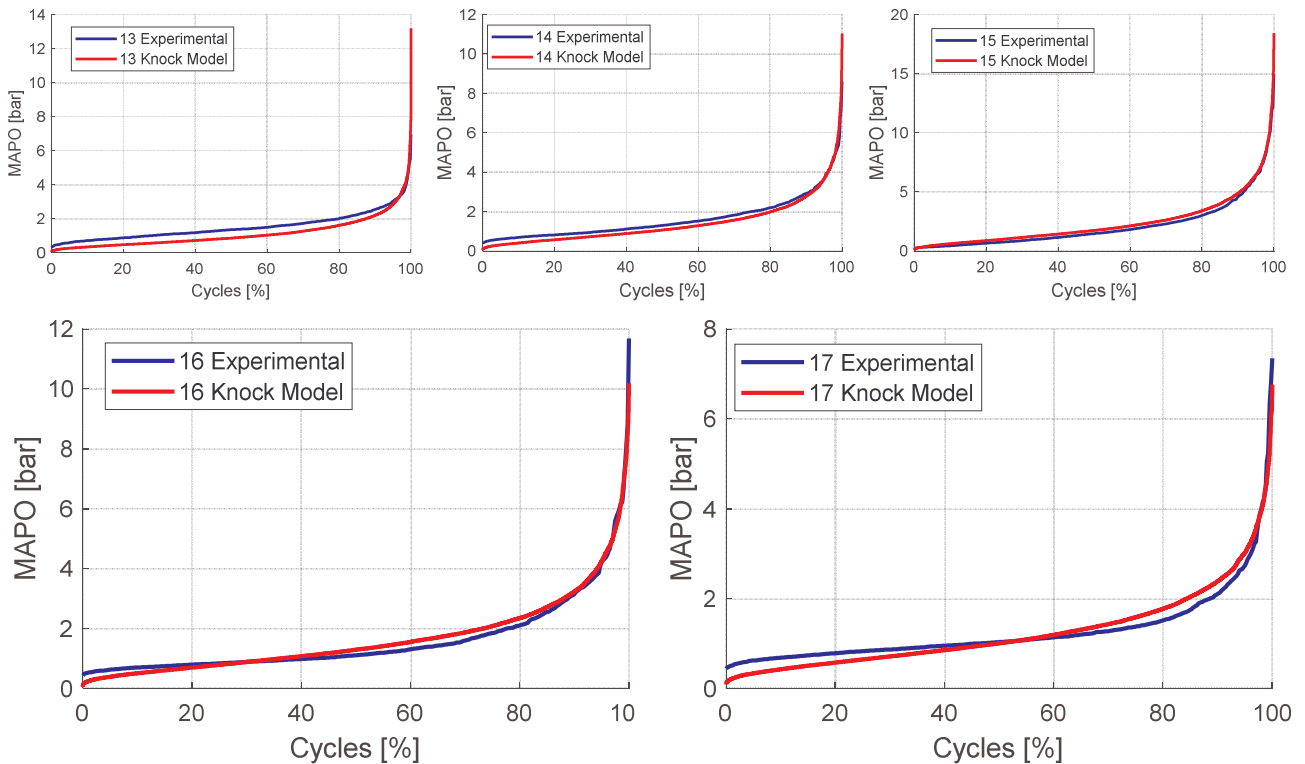 14
12
10
8
6
4
2
0
MAPO [bar]
13 Experimental
13 Knock Model
0 20 40 60 80 100
Cycles [%]
12
10
8
6
4
2
0
MAPO [bar]
14 Experimental
14 Knock Model
0 20 40 60 80 100
Cycles [%]
20
15
10
5
0
MAPO [bar]
15 Experimental
15 Knock Model
0 20 40 60 80 100
Cycles [%]
12
10
8
6
4
2
0
MAPO [bar]
16 Experimental
16 Knock Model
0 20 40 60 80 10
Cycles [%]
8
6
4
2
0
MAPO [bar]
17 Experimental
17 Knock Model
0 20 40 60 80 100
Cycles [%]